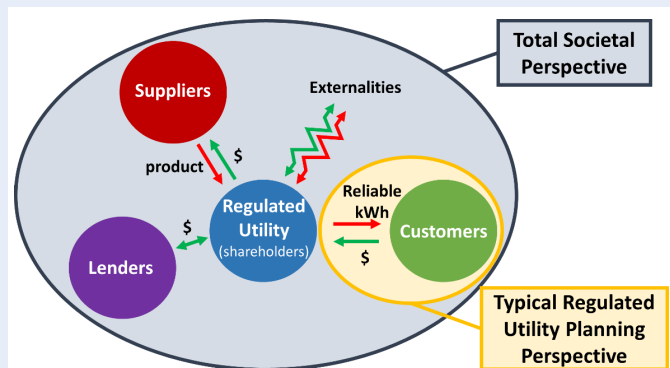 Total Societal
Perspective
Suppliers
Externalities
product
$
Reliable
kWh
Regulated
Utility
(shareholders)
Customers
$
$
Lenders
Typical Regulated
Utility Planning
Perspective